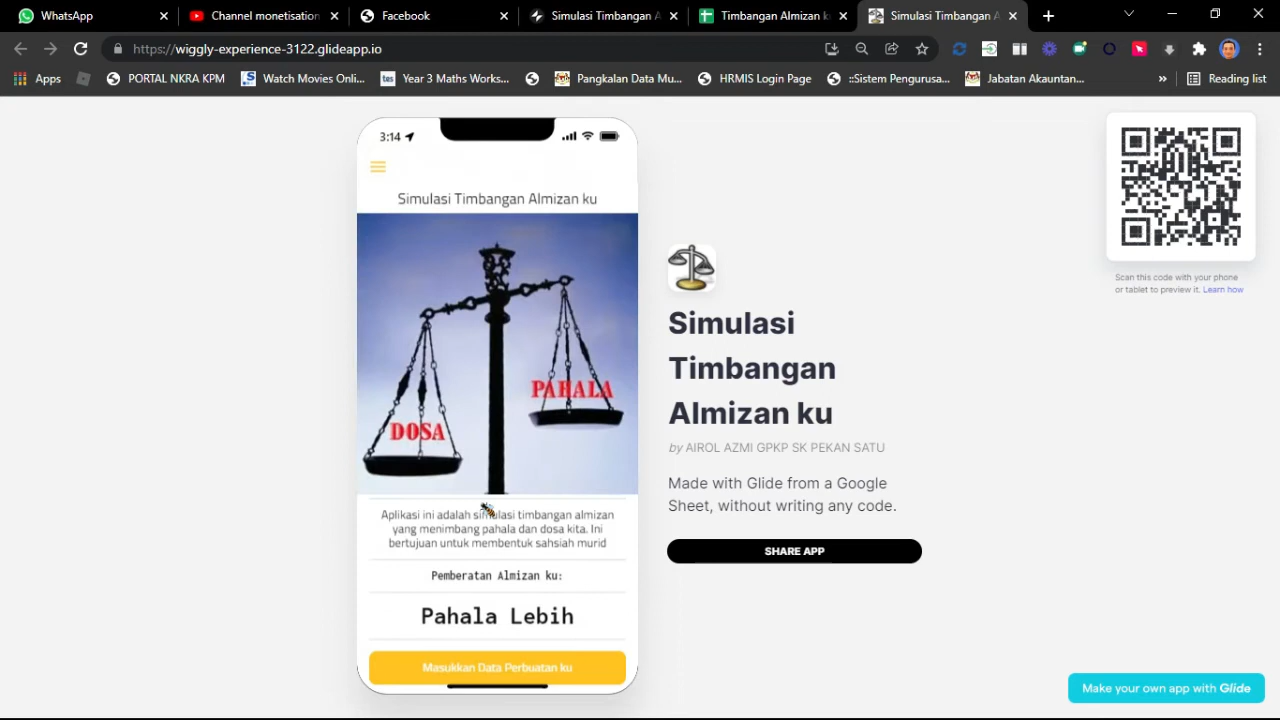 WhatsApp
Channel monetisation
Facebook
Simulasi Timbangan A
Timbangan Almizan k
Simulasi Timbangan A
https://wiggly-experience-3122.glideapp.io
Apps
PORTAL NKRA KPM
Watch Movies Onli...
tes
Year 3 Maths Works...
Pangkalan Data Mu...
HRMIS Login Page
::Sistem Pengurusa...
Jabatan Akauntan...
»
Reading list
3:14
Simulasi Timbangan Almizan ku
PAHALA
DOSA
Aplikasi ini adalah simulasi timbangan almizan
yang menimbang pahala dan dosa kita. Ini
bertujuan untuk membentuk sahsiah murid
Pemberatan Almizan ku:
Pahala Lebih
Masukkan Data Perbuatan ku
Simulasi
Timbangan
Almizan ku
by AIROL AZMI GPKP SK PEKAN SATU
Made with Glide from a Google
Sheet, without writing any code.
SHARE APP
Scan this code with your phone
or tablet to preview it. Learn how
Make your own app with Glide